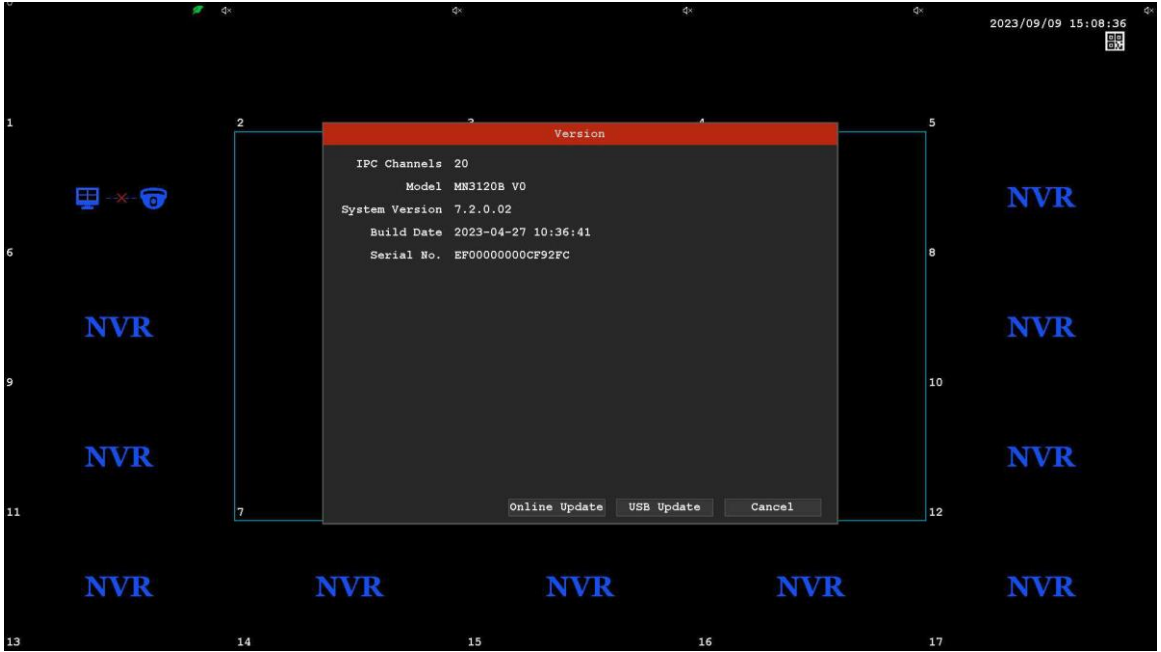 2023/09/09 15:08:36
1 2 3 4 5
Version
IPC Channels 20
Model MN3120B V0
NVR
System Version 7.2.0.02
Build Date 2023-04-27 10:36:41
6 Serial No. EF00000000CF92FC 8
NVR NVR
9 10
NVR NVR
Online Update USB Update Cancel
11 7 12
NVR NVR NVR NVR NVR
13 14 15 16 17